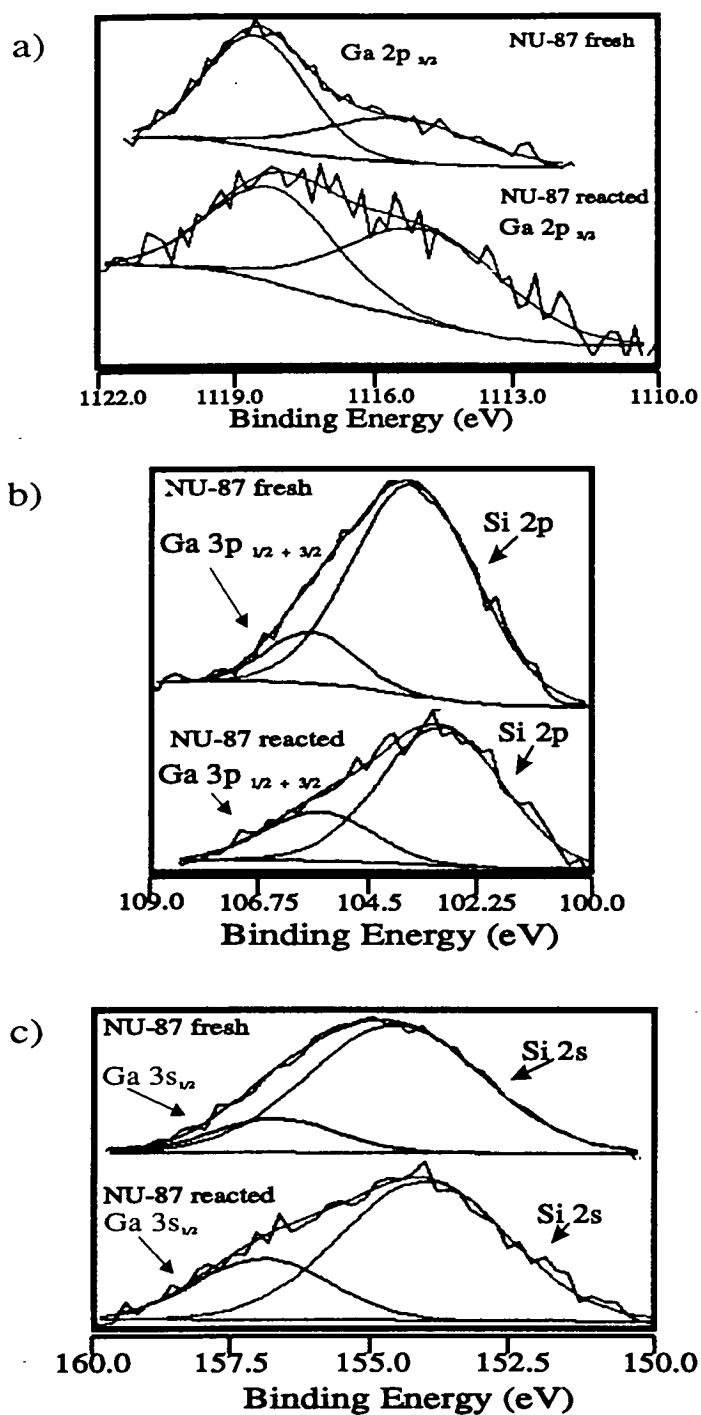 a)
Ga 2p 3/2
NU-87 fresh
NU-87 reacted
Ga 2p 3/2
1122.0 1119.0 1116.0 1113.0 1110.0
Binding Energy (eV)
b)
NU-87 fresh
Ga 3p 1/2 + 3/2
Si 2p
NU-87 reacted
Ga 3p 1/2 + 3/2
Si 2p
109.0 106.75 104.5 102.25 100.0
Binding Energy (eV)
c)
NU-87 fresh
Ga 3s1/2
Si 2s
NU-87 reacted
Ga 3s1/2
Si 2s
160.0 157.5 155.0 152.5 150.0
Binding Energy (eV)